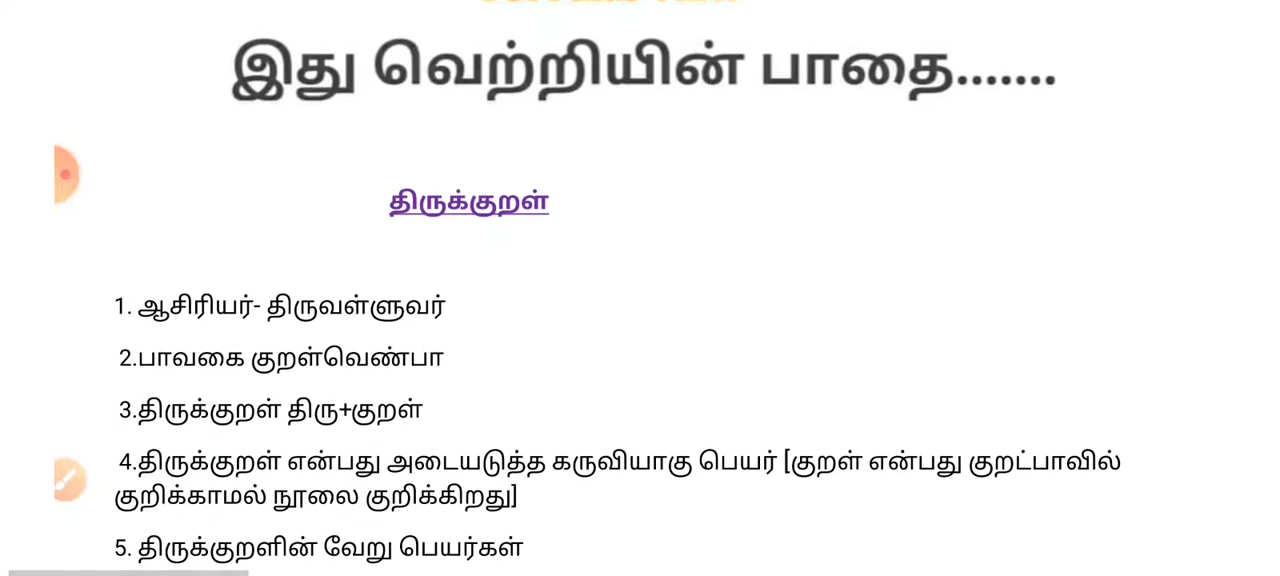 இது வெற்றியின் பாதை.......
திருக்குறள்
1. ஆசிரியர்- திருவள்ளுவர்
2.பாவகை குறள்வெண்பா
3.திருக்குறள் திரு+குறள்
4.திருக்குறள் என்பது அடையடுத்த கருவியாகு பெயர் [குறள் என்பது குறட்பாவில்
குறிக்காமல் நூலை குறிக்கிறது]
5. திருக்குறளின் வேறு பெயர்கள்